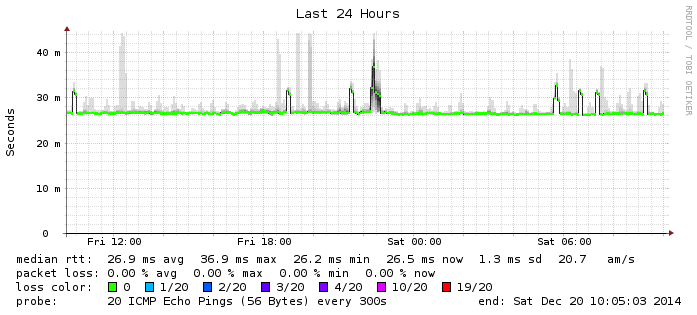 Last 24 Hours
RRDTOOL / TOBI OETIKER
Seconds
40 m
30 m
20 m
10 m
0
Fri 12:00 Fri 18:00 Sat 00:00 Sat 06:00
median rtt: 26.9 ms avg 36.9 ms max 26.2 ms min 26.5 ms now 1.3 ms sd 20.7 am/s
packet loss: 0.00 % avg 0.00 % max 0.00 % min 0.00 % now
loss color: 0 1/20 2/20 3/20 4/20 10/20 19/20
probe: 20 ICMP Echo Pings (56 Bytes) every 300s end: Sat Dec 20 10:05:03 2014